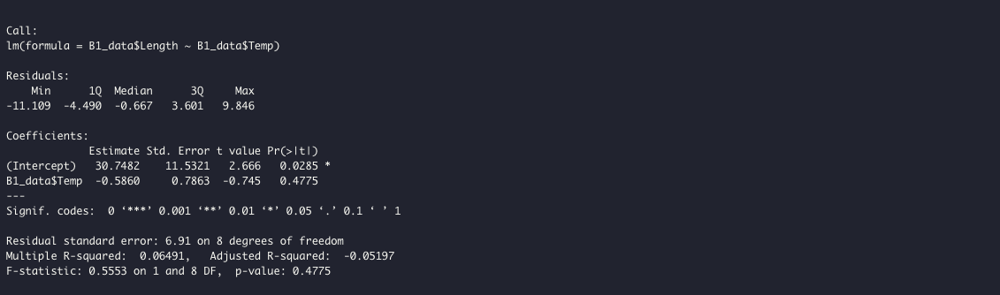 Call:
lm(formula = B1_data$Length ~ B1_data$Temp)
Residuals:
    Min      1Q  Median      3Q     Max
-11.109  -4.490  -0.667   3.601   9.846
Coefficients:
             Estimate Std. Error t value Pr(>|t|)
(Intercept)   30.7482    11.5321   2.666   0.0285 *
B1_data$Temp  -0.5860     0.7863  -0.745   0.4775
---
Signif. codes:  0 ‘***’ 0.001 ‘**’ 0.01 ‘*’ 0.05 ‘.’ 0.1 ‘ ’ 1
Residual standard error: 6.91 on 8 degrees of freedom
Multiple R-squared:  0.06491,   Adjusted R-squared:  -0.05197
F-statistic: 0.5553 on 1 and 8 DF,  p-value: 0.4775